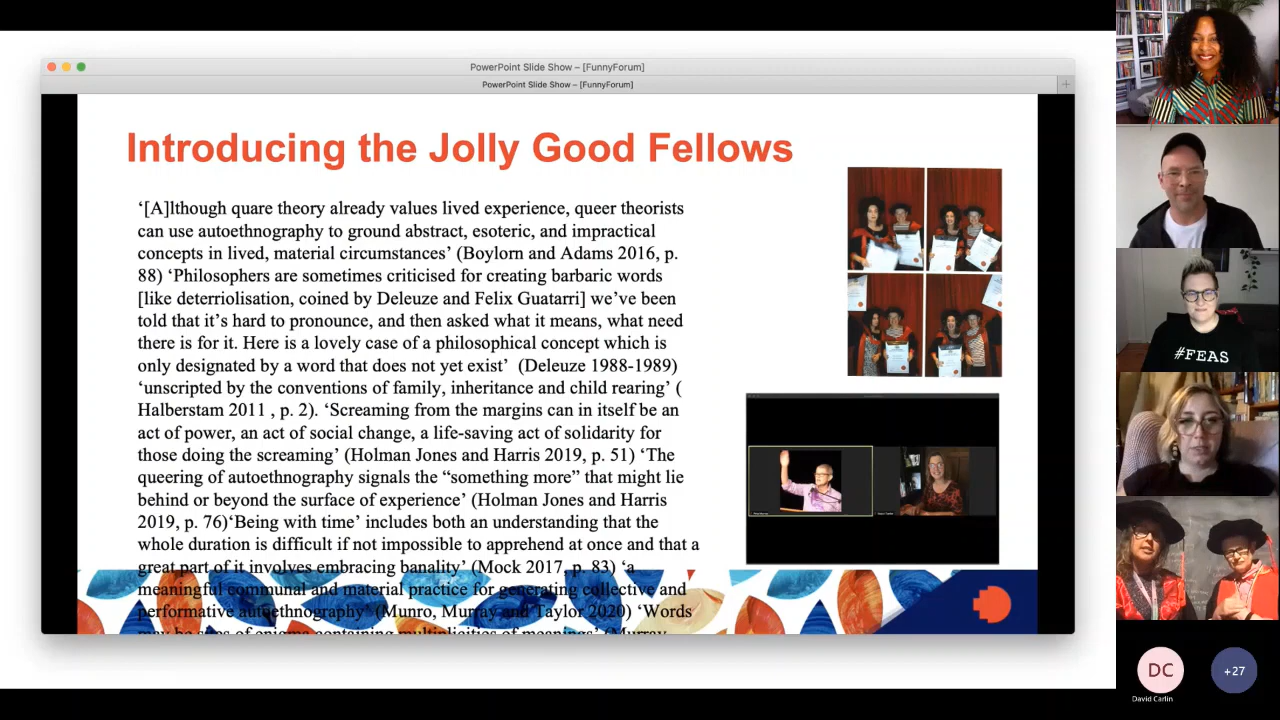 PowerPoint Slide Show – [FunnyForum]
PowerPoint Slide Show – [FunnyForum]
Introducing the Jolly Good Fellows
‘[A]lthough quare theory already values lived experience, queer theorists
can use autoethnography to ground abstract, esoteric, and impractical
concepts in lived, material circumstances’ (Boylorn and Adams 2016, p.
88) ‘Philosophers are sometimes criticised for creating barbaric words
[like deterriolisation, coined by Deleuze and Felix Guatarri] we’ve been
told that it’s hard to pronounce, and then asked what it means, what need
there is for it. Here is a lovely case of a philosophical concept which is
only designated by a word that does not yet exist’  (Deleuze 1988-1989)
‘unscripted by the conventions of family, inheritance and child rearing’ (
Halberstam 2011 , p. 2). ‘Screaming from the margins can in itself be an
act of power, an act of social change, a life-saving act of solidarity for
those doing the screaming’ (Holman Jones and Harris 2019, p. 51) ‘The
queering of autoethnography signals the “something more” that might lie
behind or beyond the surface of experience’ (Holman Jones and Harris
2019, p. 76)‘Being with time’ includes both an understanding that the
whole duration is difficult if not impossible to apprehend at once and that a
great part of it involves embracing banality’ (Mock 2017, p. 83) ‘a
meaningful communal and material practice for generating collective and
performative autoethnography’ (Munro, Murray and Taylor 2020) ‘Words
may be sites of enigma containing multiplicities of meanings’ (Murray
#FEAS
DC
David Carlin
+27